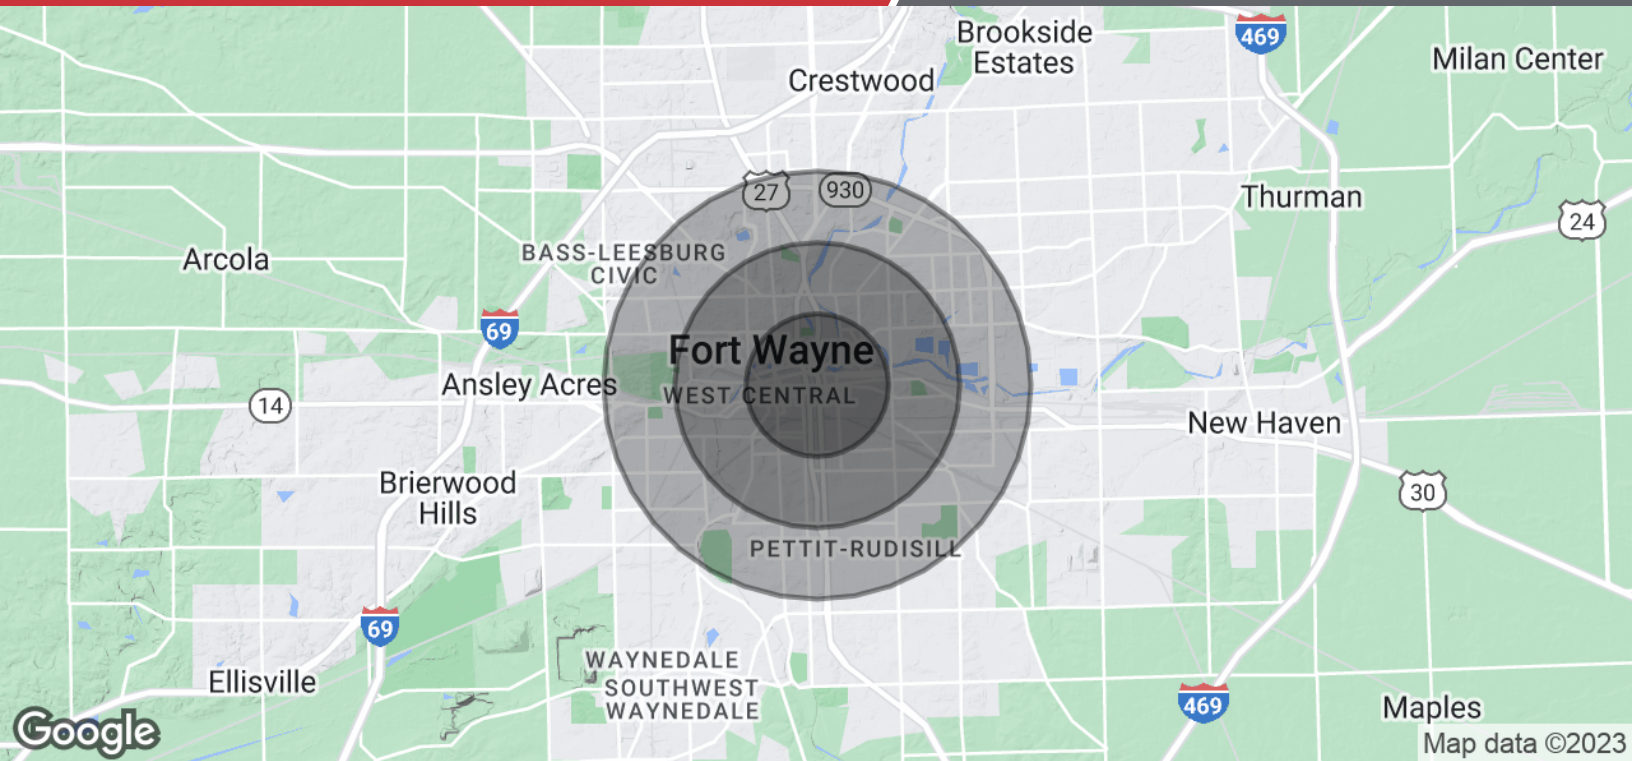 Brookside
Estates
469
Milan Center
Crestwood
27
930
Thurman
24
BASS-LEESBURG
CIVIC
Arcola
69
Fort Wayne
Ansley Acres
WEST CENTRAL
14
New Haven
Brierwood
Hills
30
PETTIT-RUDISILL
69
WAYNEDALE
Ellisville
SOUTHWEST
WAYNEDALE
469
Maples
Google
Map data ©2023